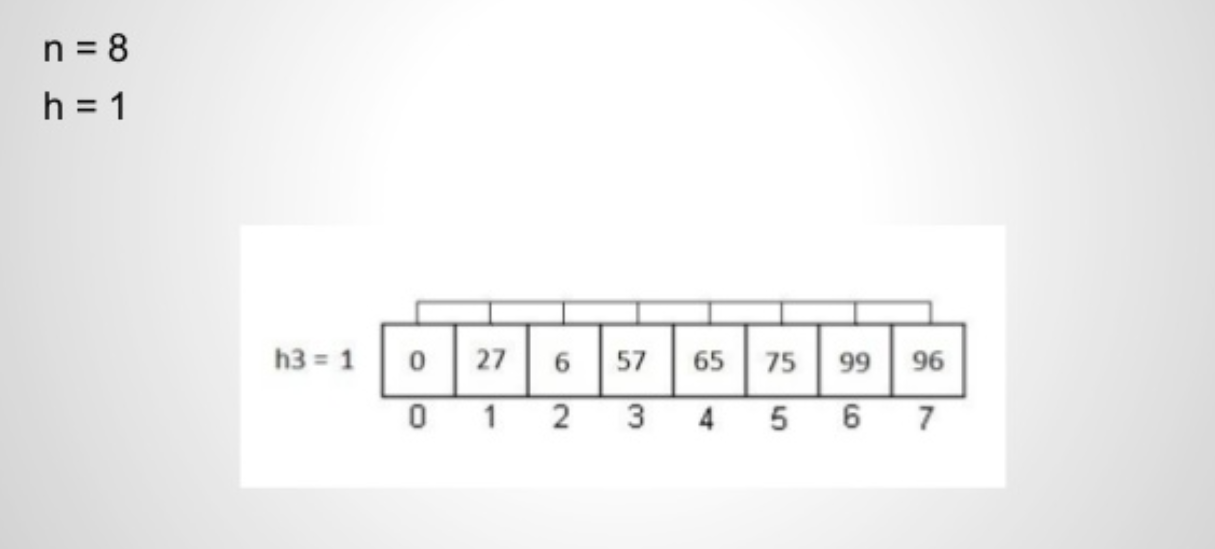 n = 8
h = 1
h3 = 1 0 27 6 57 65 75 99 96
0 1 2 3 4 5 6 7